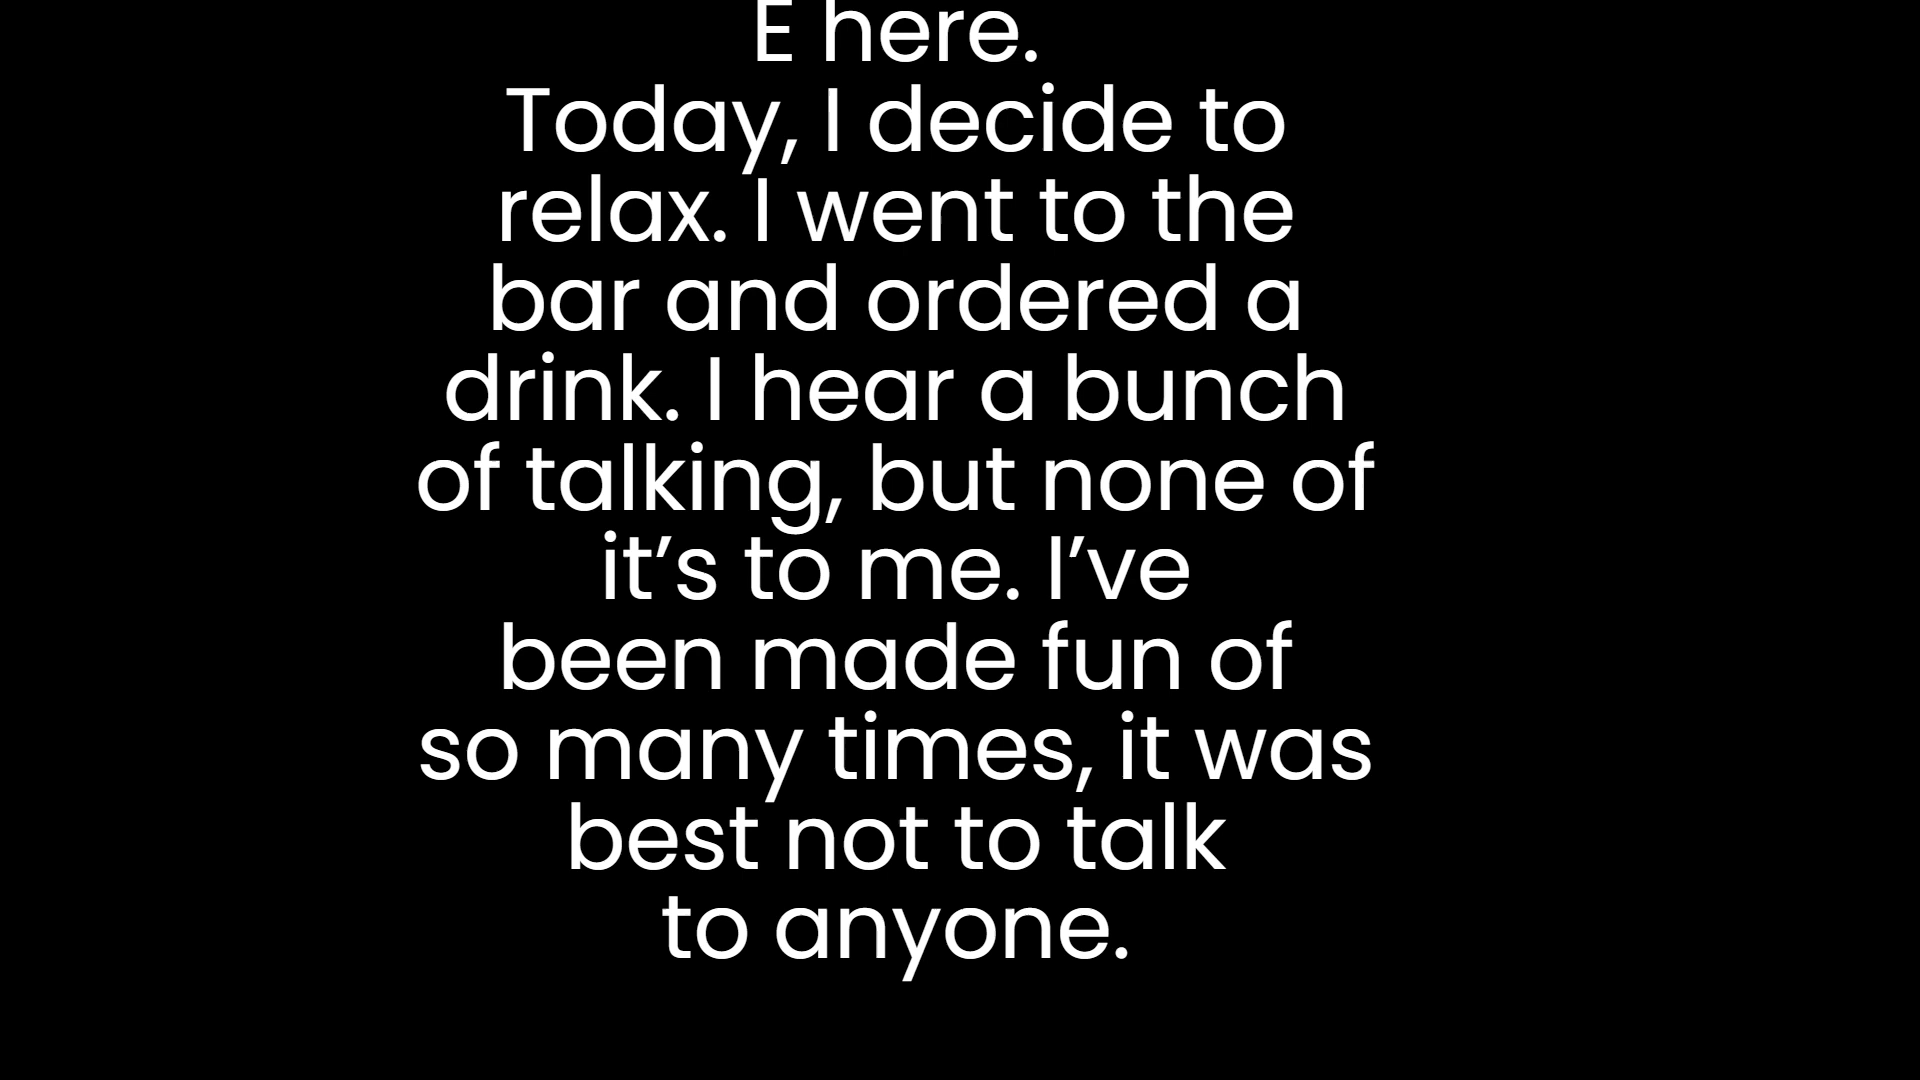 E here.
Today, I decide to
relax. I went to the
bar and ordered a
drink. I hear a bunch
of talking, but none of
it’s to me. I’ve
been made fun of
so many times, it was
best not to talk
to anyone.